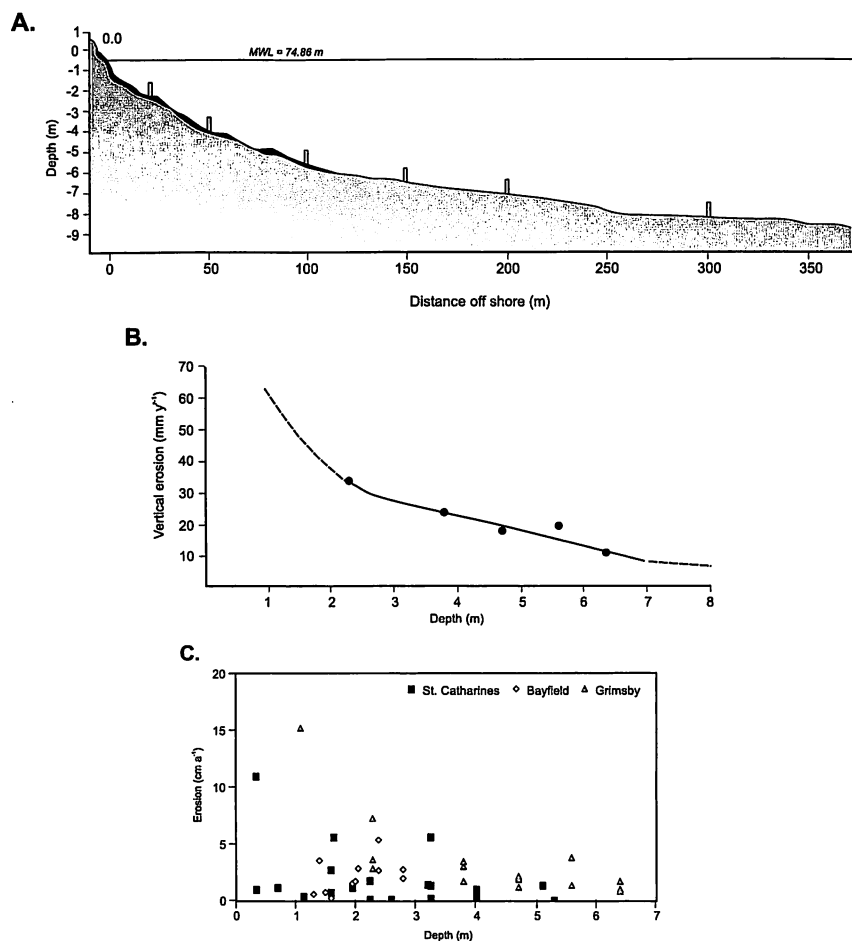 A.
1
0
-1
-2
-3
-4
-5
-6
-7
-8
-9
Depth (m)
0.0
MWL = 74.86 m
0 50 100 150 200 250 300 350
Distance off shore (m)
B.
70
60
50
40
30
20
10
Vertical erosion (mm y⁻¹)
1 2 3 4 5 6 7 8
Depth (m)
C.
20
15
10
5
0
Erosion (cm a⁻¹)
St. Catharines Bayfield Grimsby
0 1 2 3 4 5 6 7
Depth (m)